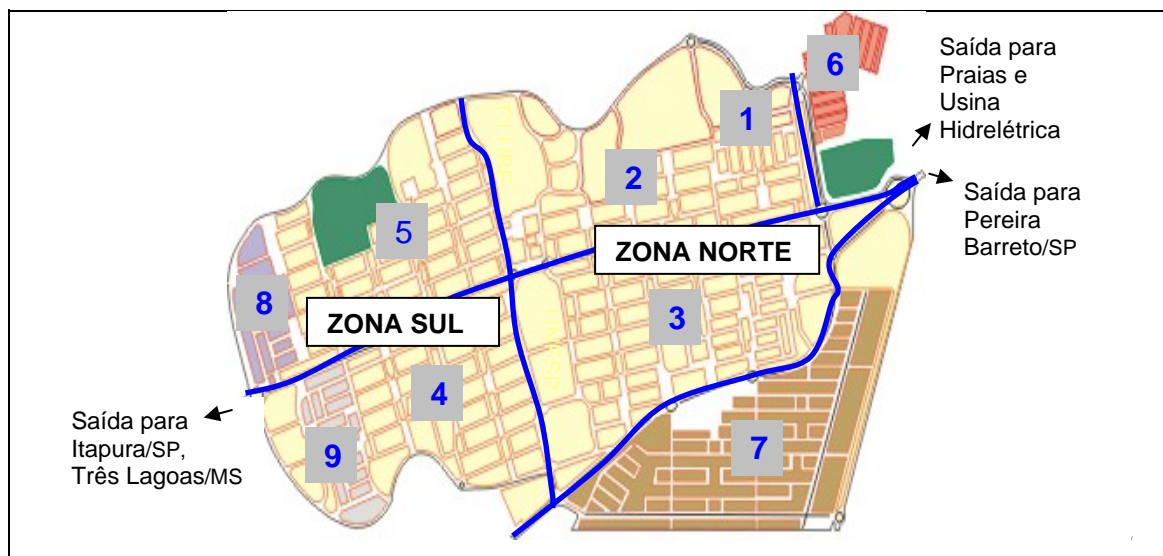 Saída para
Praias e
Usina
Hidrelétrica
6
1
2
Saída para
Pereira
Barreto/SP
5
ZONA NORTE
8
ZONA SUL
3
4
Saída para
Itapura/SP,
Três Lagoas/MS
9
7